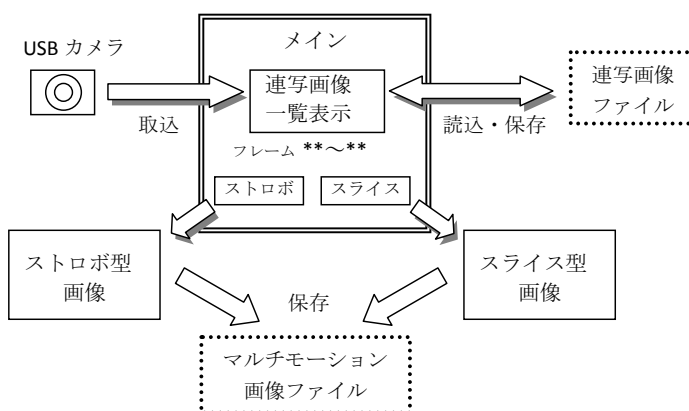 メイン
USB カメラ
連写画像
一覧表示
連写画像
ファイル
取込
読込・保存
フレーム **~**
ストロボ
スライス
ストロボ型
画像
スライス型
画像
保存
マルチモーション
画像ファイル